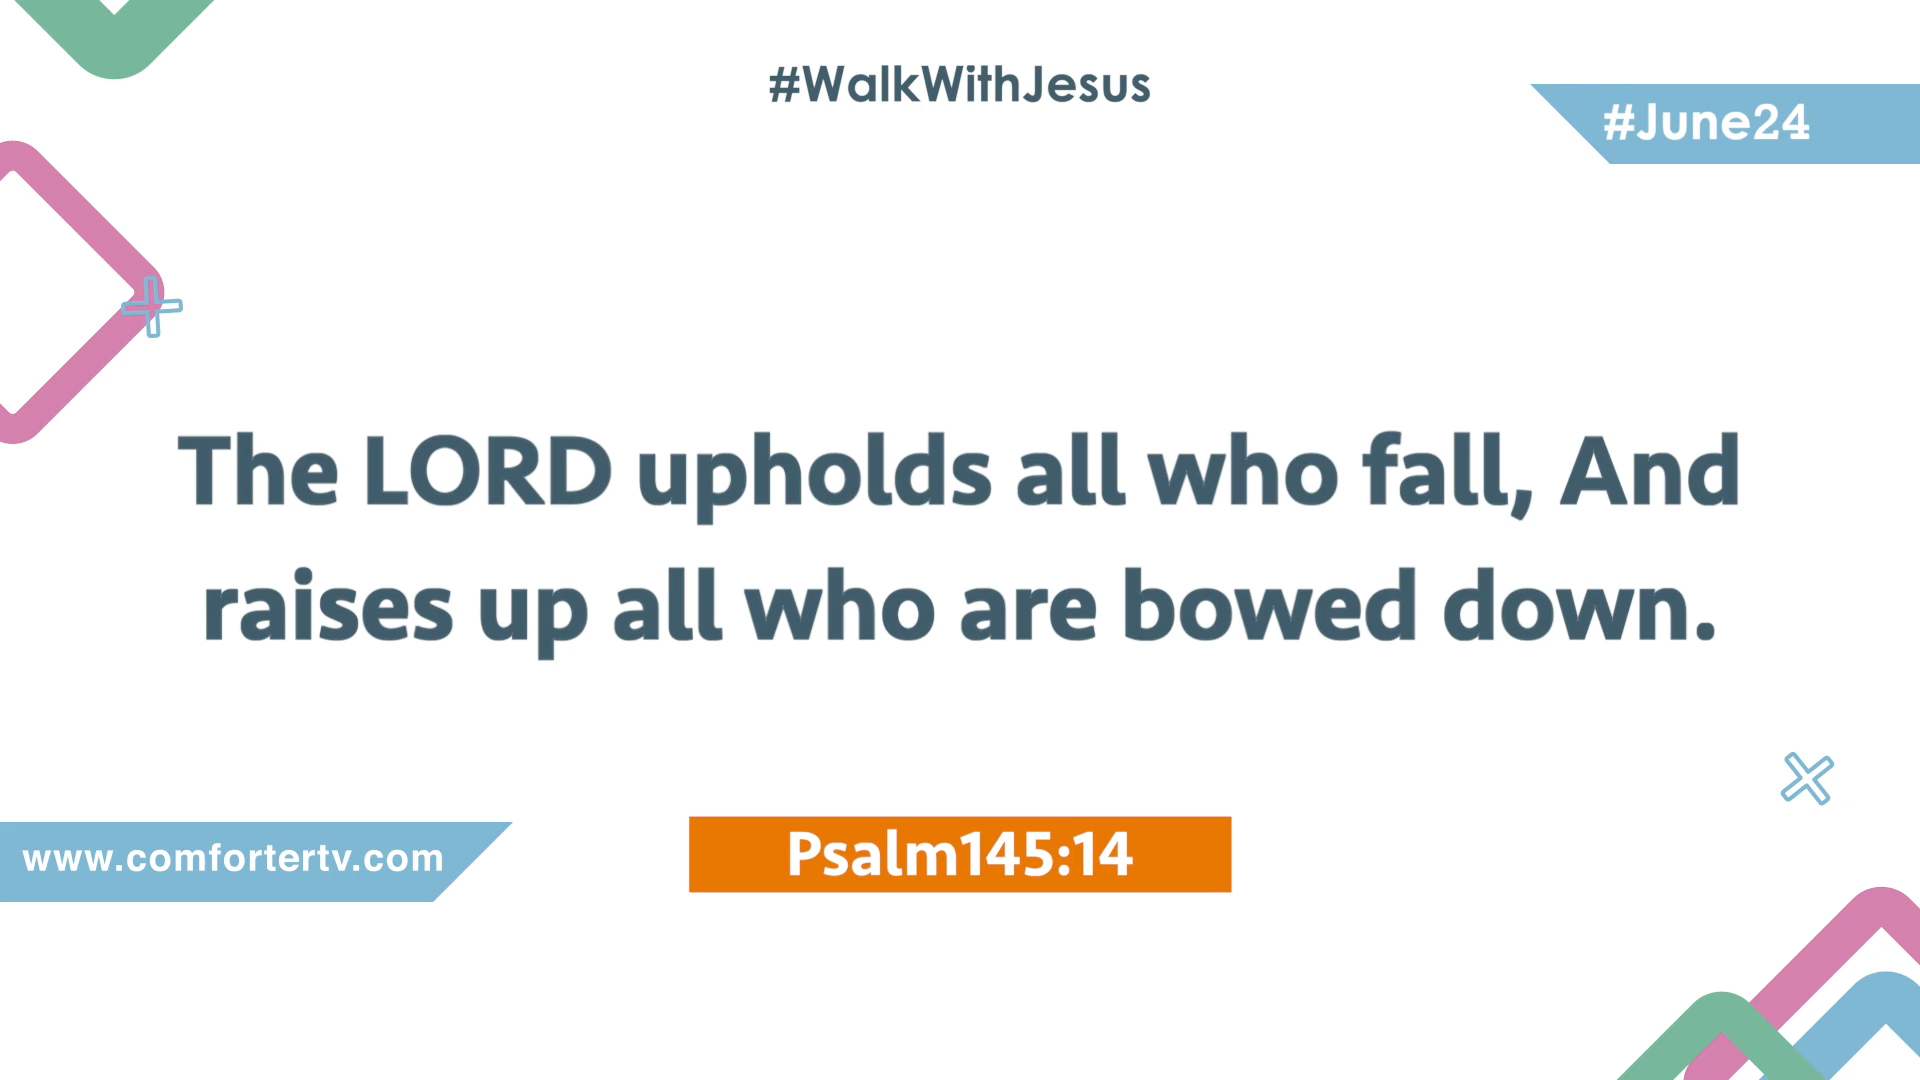 #WalkWithJesus
#June24
The LORD upholds all who fall, And
raises up all who are bowed down.
www.comfortertv.com
Psalm145:14